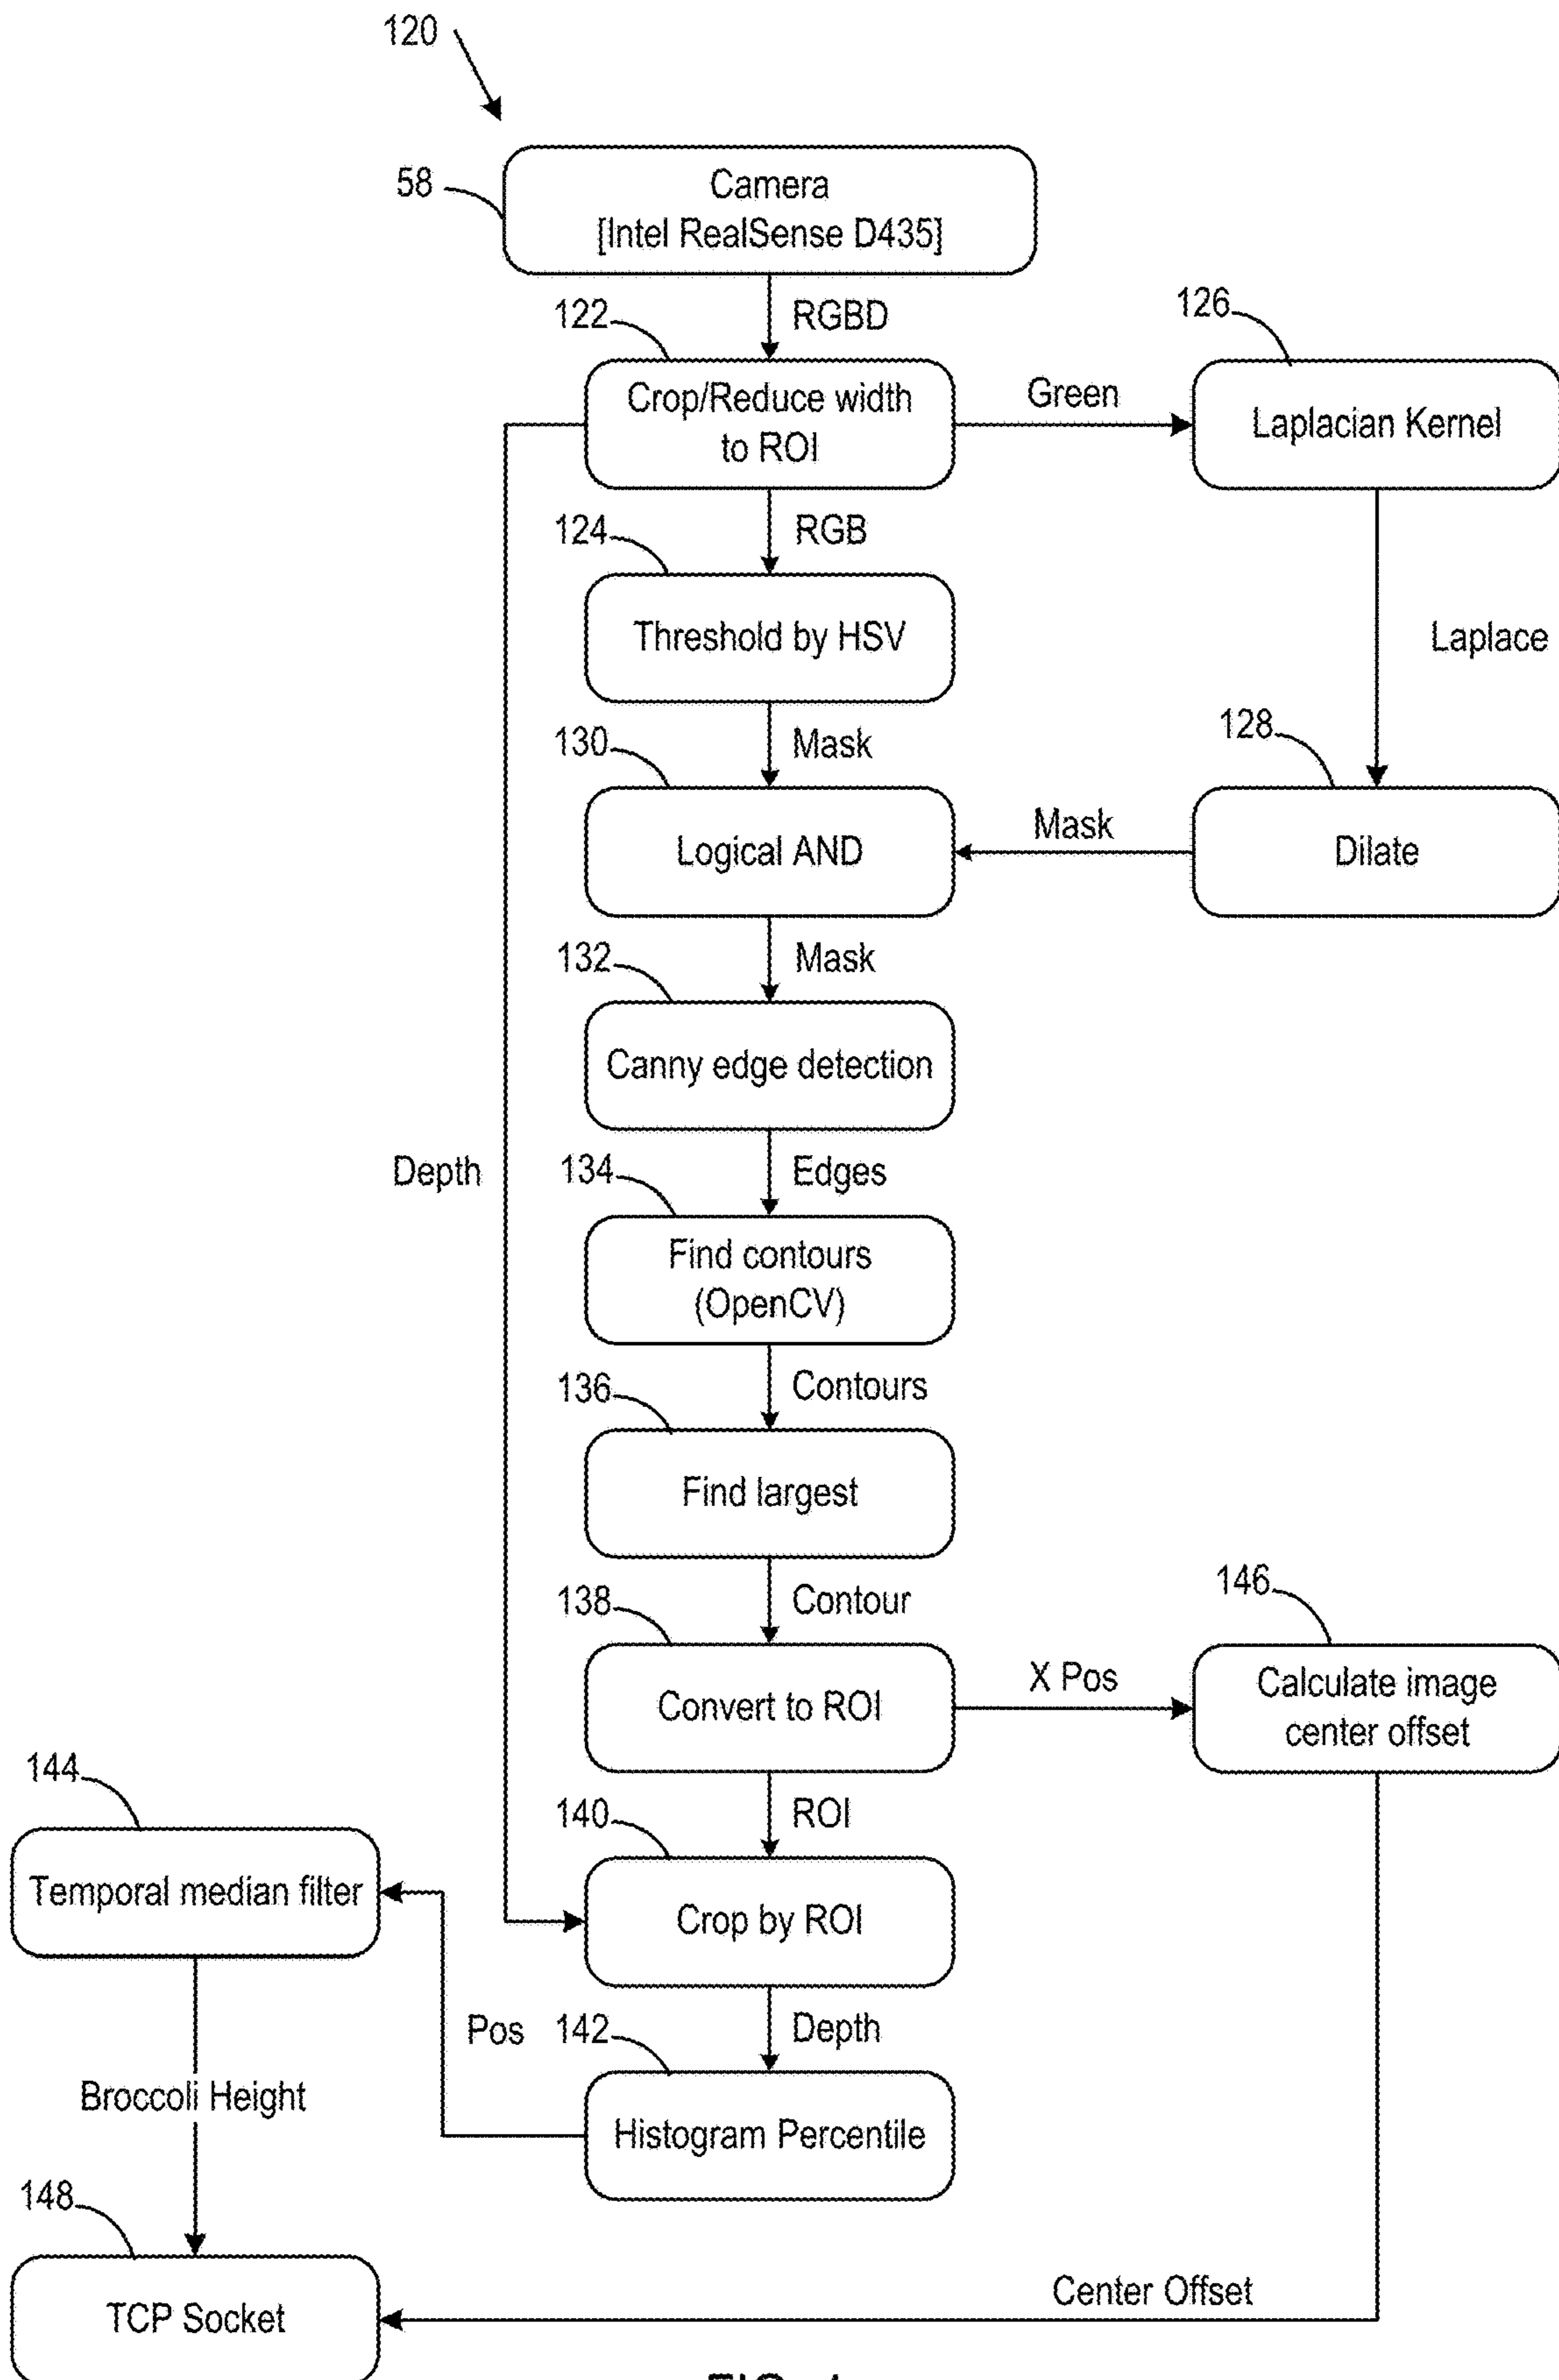 120
58
Camera
[Intel RealSense D435]
RGBD
122
126
Crop/Reduce width
to ROI
Green
Laplacian Kernel
124
RGB
Threshold by HSV
Laplace
130
Mask
128
Logical AND
Mask
Dilate
132
Mask
Canny edge detection
Depth
134
Edges
Find contours
(OpenCV)
136
Contours
Find largest
138
Contour
146
Convert to ROI
X Pos
Calculate image
center offset
144
140
ROI
Temporal median filter
Crop by ROI
Pos
142
Depth
Broccoli Height
Histogram Percentile
148
TCP Socket
Center Offset